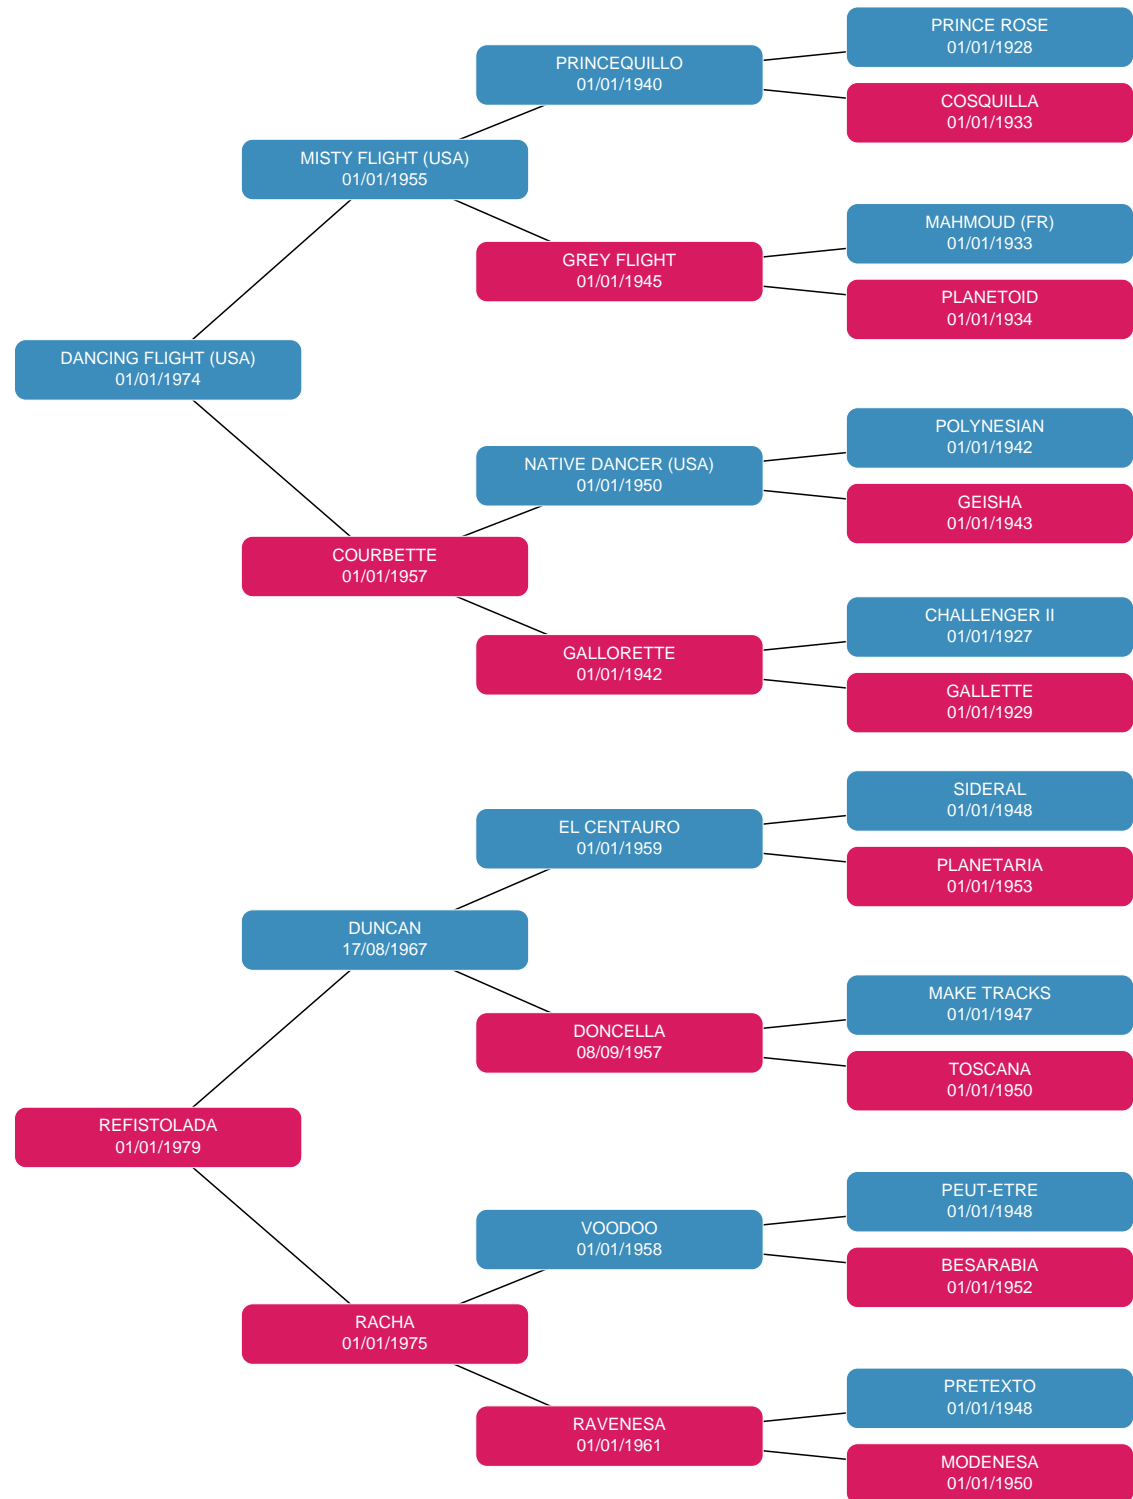 PRINCE ROSE
01/01/1928
PRINCEQUILLO
01/01/1940
COSQUILLA
01/01/1933
MISTY FLIGHT (USA)
01/01/1955
MAHMOUD (FR)
01/01/1933
GREY FLIGHT
01/01/1945
PLANETOID
01/01/1934
DANCING FLIGHT (USA)
01/01/1974
POLYNESIAN
01/01/1942
NATIVE DANCER (USA)
01/01/1950
GEISHA
01/01/1943
COURBETTE
01/01/1957
CHALLENGER II
01/01/1927
GALLORETTE
01/01/1942
GALLETTE
01/01/1929
SIDERAL
01/01/1948
EL CENTAURO
01/01/1959
PLANETARIA
01/01/1953
DUNCAN
17/08/1967
MAKE TRACKS
01/01/1947
DONCELLA
08/09/1957
TOSCANA
01/01/1950
REFISTOLADA
01/01/1979
PEUT-ETRE
01/01/1948
VOODOO
01/01/1958
BESARABIA
01/01/1952
RACHA
01/01/1975
PRETEXTO
01/01/1948
RAVENESA
01/01/1961
MODENESA
01/01/1950